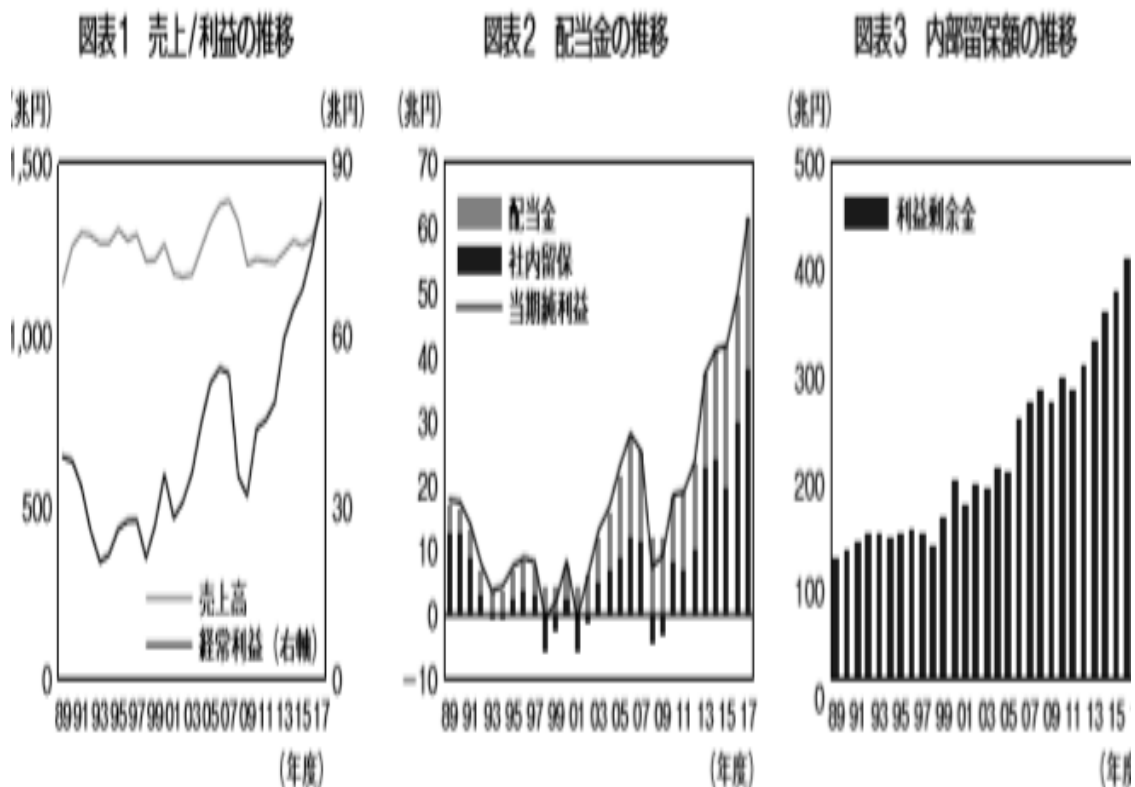 図表1 売上/利益の推移
(兆円)
(兆円)
1,500
1,000
500
0
90
60
30
0
売上高
経常利益 (右軸)
89 91 93 95 97 99 01 03 05 07 09 11 13 15 17
(年度)
図表2 配当金の推移
(兆円)
70
60
50
40
30
20
10
0
-10
配当金
社内留保
当期純利益
89 91 93 95 97 99 01 03 05 07 09 11 13 15 17
(年度)
図表3 内部留保額の推移
(兆円)
500
400
300
200
100
0
利益剰余金
89 91 93 95 97 99 01 03 05 07 09 11 13 15
(年度